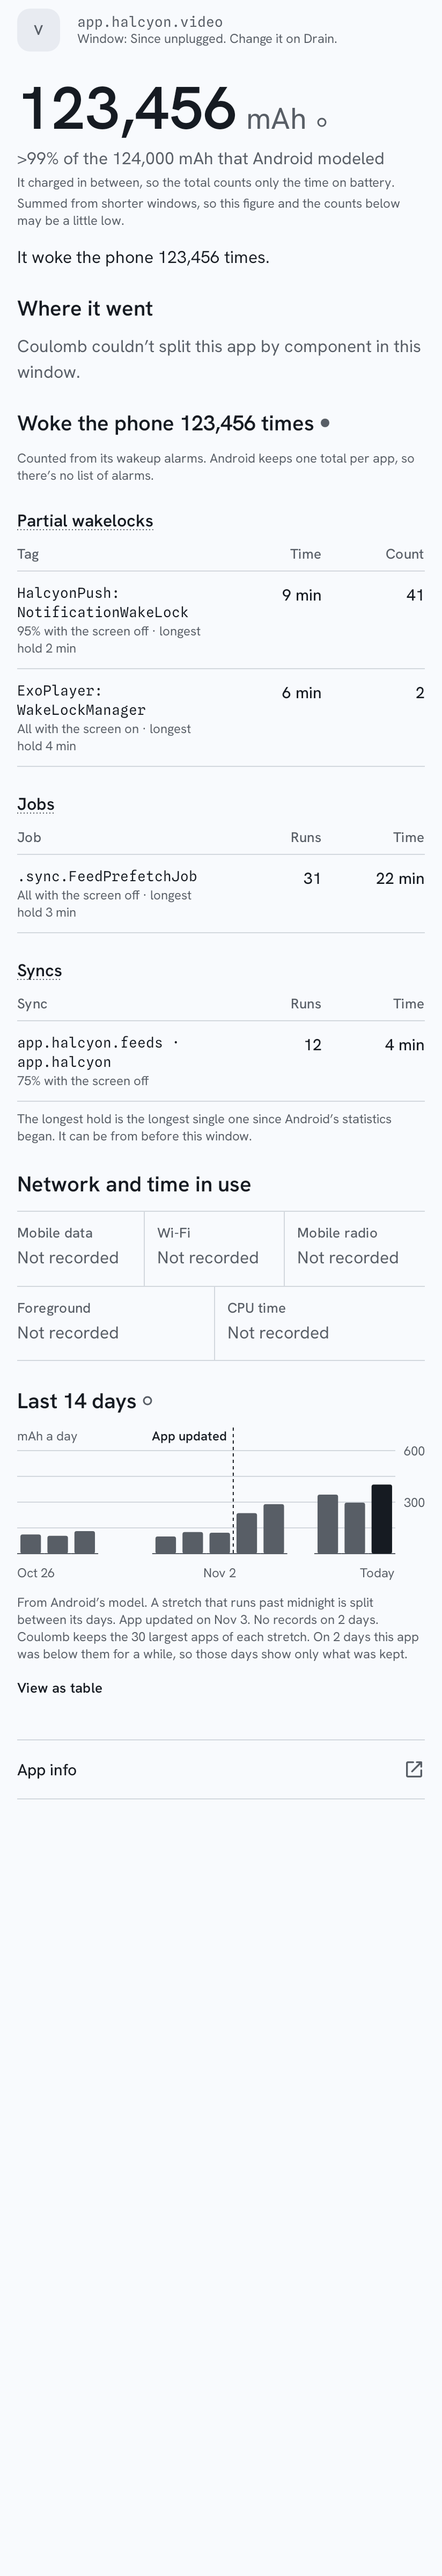 V
app.halcyon.video
Window: Since unplugged. Change it on Drain.
123,456 mAh
>99% of the 124,000 mAh that Android modeled
It charged in between, so the total counts only the time on battery.
Summed from shorter windows, so this figure and the counts below
may be a little low.
It woke the phone 123,456 times.
Where it went
Coulomb couldn’t split this app by component in this
window.
Woke the phone 123,456 times
Counted from its wakeup alarms. Android keeps one total per app, so
there’s no list of alarms.
Partial wakelocks
Tag Time Count
HalcyonPush: 9 min 41
NotificationWakeLock
95% with the screen off · longest
hold 2 min
ExoPlayer: 6 min 2
WakeLockManager
All with the screen on · longest
hold 4 min
Jobs
Job Runs Time
.sync.FeedPrefetchJob 31 22 min
All with the screen off · longest
hold 3 min
Syncs
Sync Runs Time
app.halcyon.feeds · 12 4 min
app.halcyon
75% with the screen off
The longest hold is the longest single one since Android’s statistics
began. It can be from before this window.
Network and time in use
Mobile data Wi-Fi Mobile radio
Not recorded Not recorded Not recorded
Foreground CPU time
Not recorded Not recorded
Last 14 days
mAh a day App updated
600
300
Oct 26 Nov 2 Today
From Android’s model. A stretch that runs past midnight is split
between its days. App updated on Nov 3. No records on 2 days.
Coulomb keeps the 30 largest apps of each stretch. On 2 days this app
was below them for a while, so those days show only what was kept.
View as table
App info